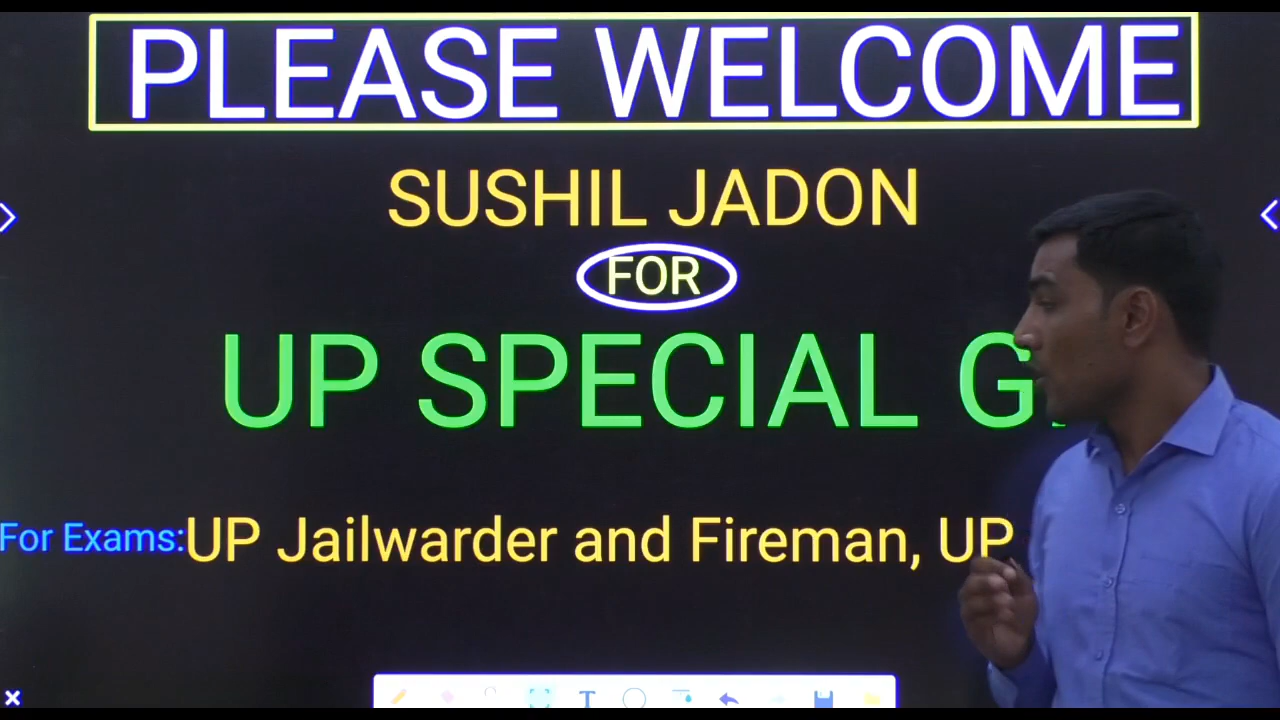 PLEASE WELCOME
SUSHIL JADON
FOR
UP SPECIAL G
For Exams:UP Jailwarder and Fireman, UP
T